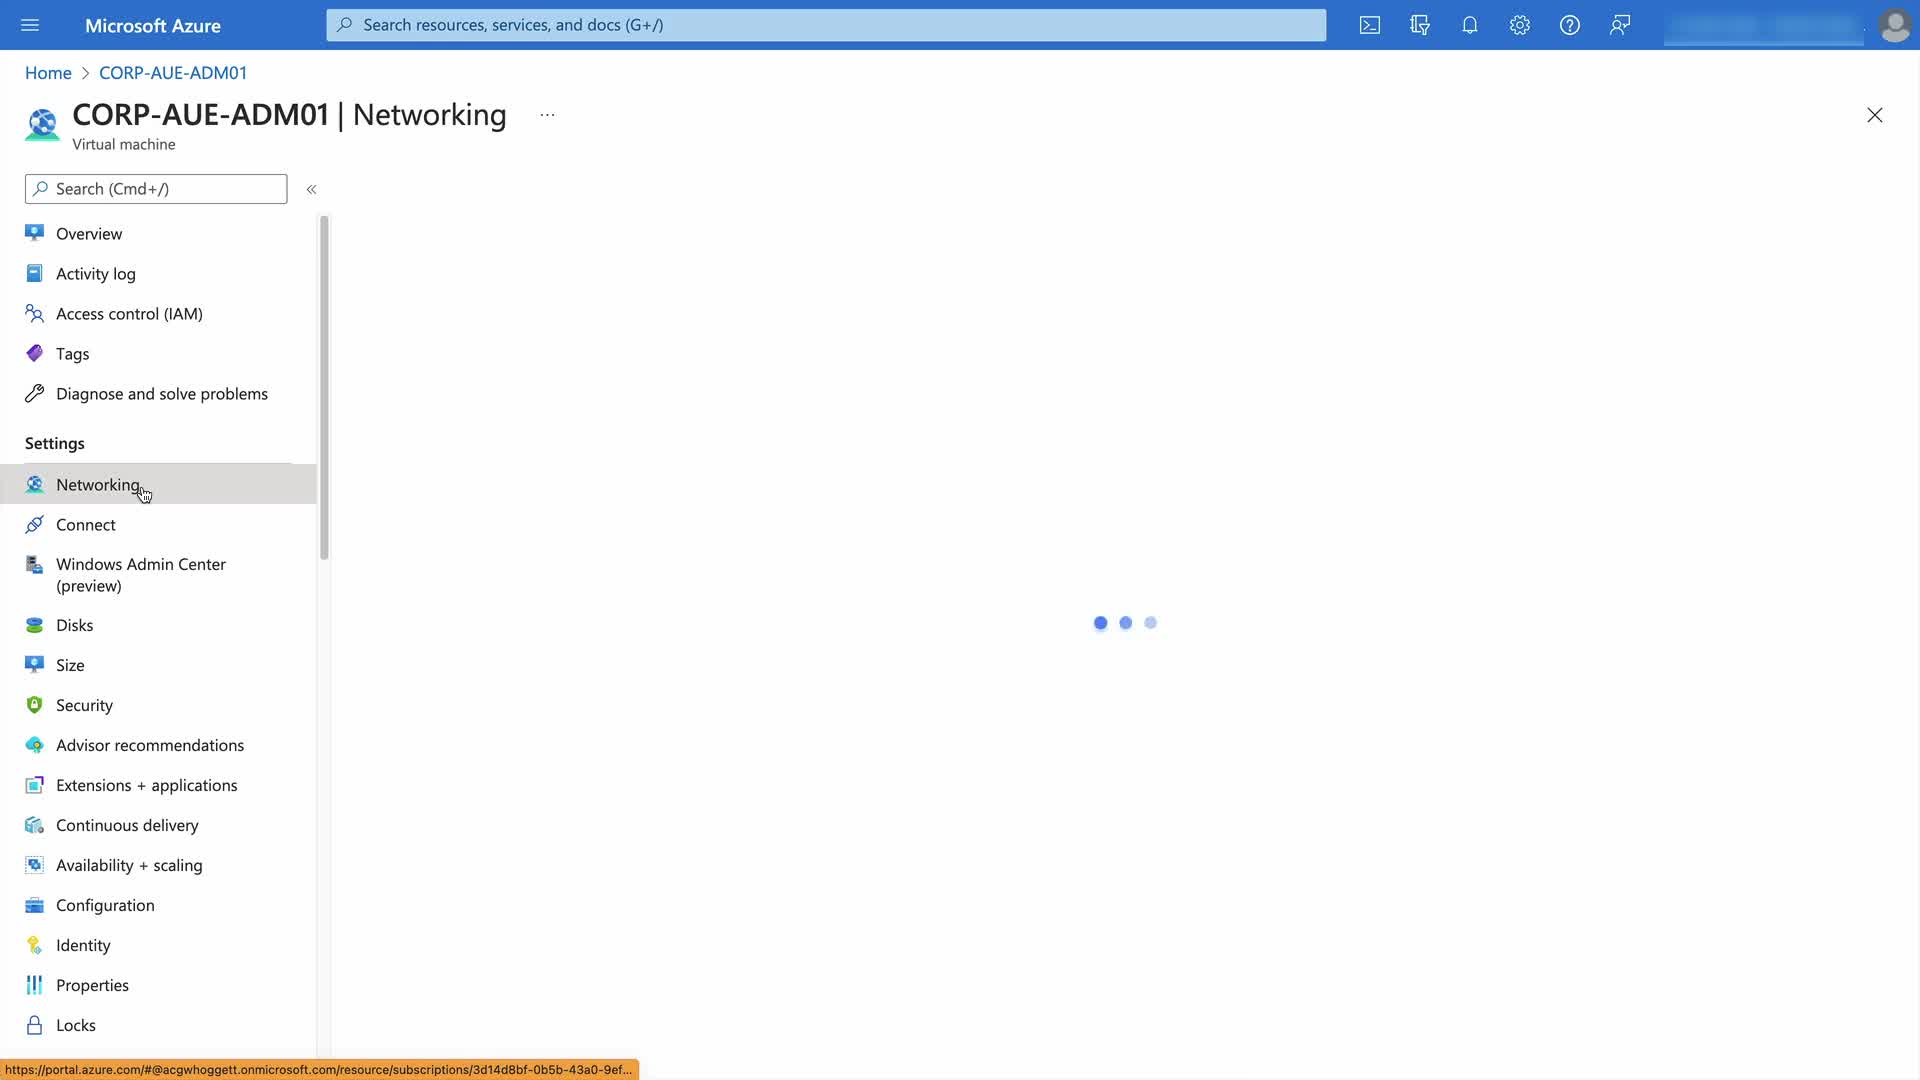 Microsoft Azure
Search resources, services, and docs (G+/)
Home > CORP-AUE-ADM01
CORP-AUE-ADM01 | Networking ...
Virtual machine
Search (Cmd+/)
«
Overview
Activity log
Access control (IAM)
Tags
Diagnose and solve problems
Settings
Networking
Connect
Windows Admin Center
(preview)
Disks
Size
Security
Advisor recommendations
Extensions + applications
Continuous delivery
Availability + scaling
Configuration
Identity
Properties
Locks
https://portal.azure.com/#@acgwhoggett.onmicrosoft.com/resource/subscriptions/3d14d8bf-0b5b-43a0-9ef...